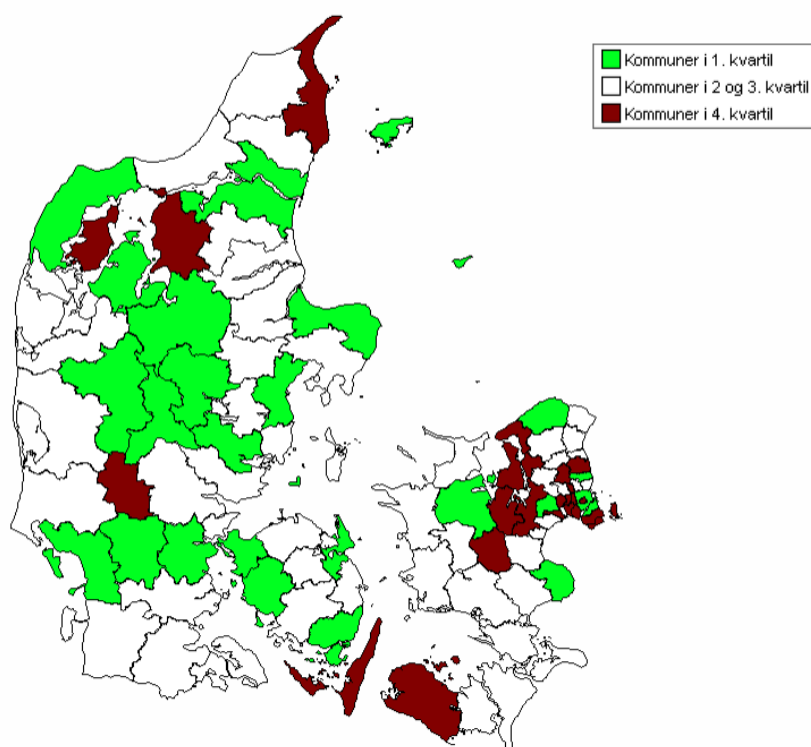 Kommuner i 1. kvartil
Kommuner i 2 og 3. kvartil
Kommuner i 4. kvartil